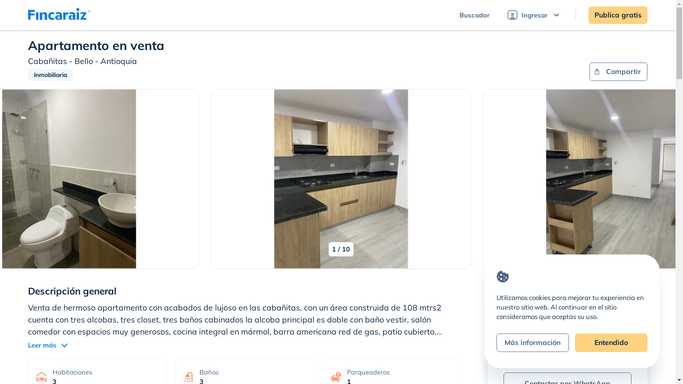 Fincaraiz
Buscador
Ingresar
Publica gratis
Apartamento en venta
Cabañitas - Bello - Antioquia
Inmobiliaria
Compartir
1 / 10
Descripción general
Venta de hermoso apartamento con acabados de lujoso en las cabañitas, con un área construida de 108 mtrs2
cuenta con tres alcobas, tres closet, tres baños cabinados la alcoba principal es doble con baño vestir, salón
comedor con espacios muy generosos, cocina integral en mármol, barra americana red de gas, patio cubierto,...
Leer más
Habitaciones
3
Baños
3
Parqueaderos
1
Utilizamos cookies para mejorar tu experiencia en
nuestro sitio web. Al continuar en el sitio
consideramos que aceptas su uso.
Más información
Entendido
Contactar por WhatsApp